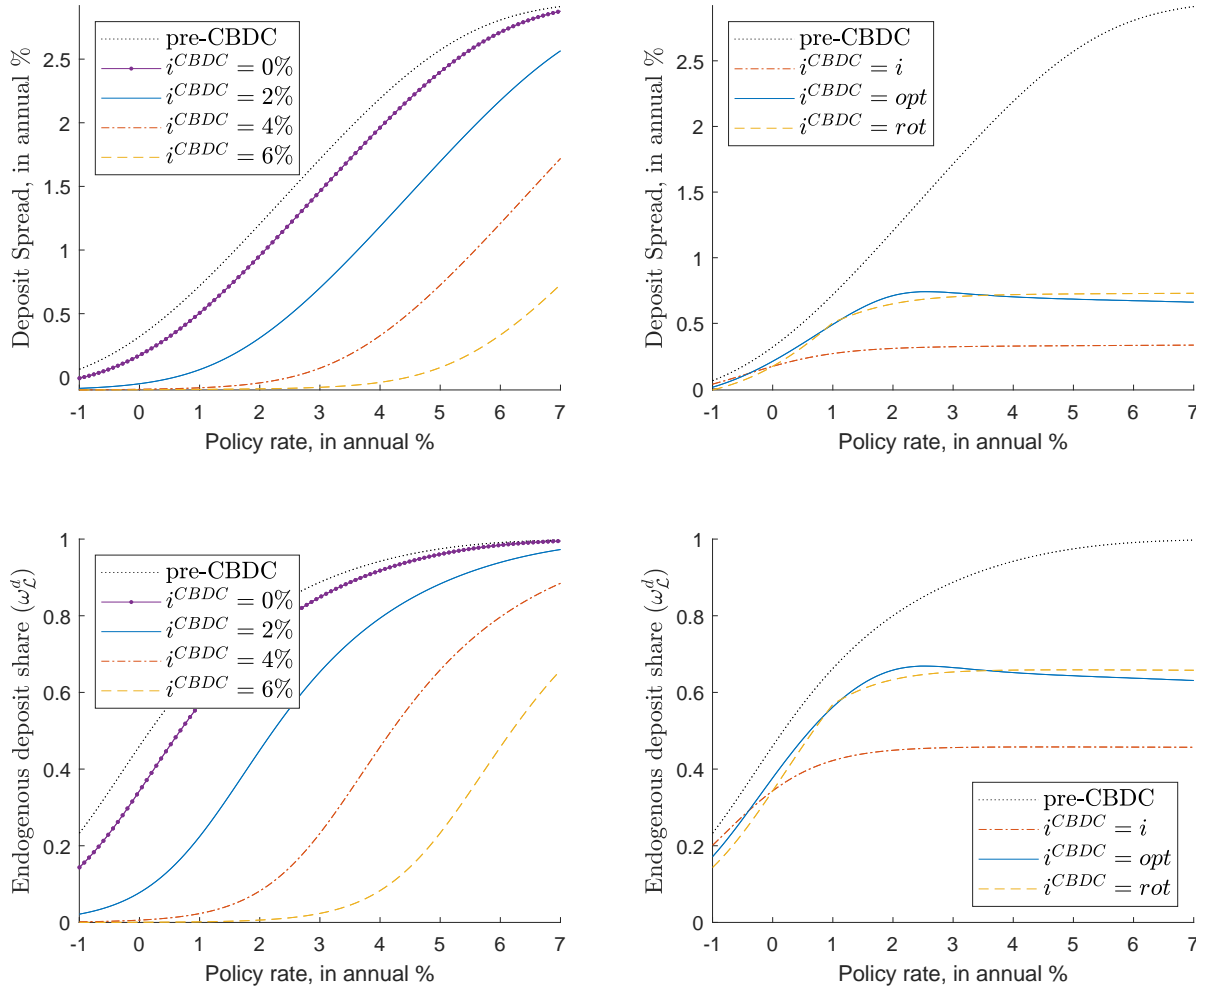 Deposit Spread, in annual %
2.5
2
1.5
1
0.5
0
pre-CBDC
i^{CBDC} = 0%
i^{CBDC} = 2%
i^{CBDC} = 4%
i^{CBDC} = 6%
-1 0 1 2 3 4 5 6 7
Policy rate, in annual %
Deposit Spread, in annual %
2.5
2
1.5
1
0.5
0
pre-CBDC
i^{CBDC} = i
i^{CBDC} = opt
i^{CBDC} = rot
-1 0 1 2 3 4 5 6 7
Policy rate, in annual %
Endogenous deposit share (ω_ℒ^d)
1
0.8
0.6
0.4
0.2
0
pre-CBDC
i^{CBDC} = 0%
i^{CBDC} = 2%
i^{CBDC} = 4%
i^{CBDC} = 6%
-1 0 1 2 3 4 5 6 7
Policy rate, in annual %
Endogenous deposit share (ω_ℒ^d)
1
0.8
0.6
0.4
0.2
0
pre-CBDC
i^{CBDC} = i
i^{CBDC} = opt
i^{CBDC} = rot
-1 0 1 2 3 4 5 6 7
Policy rate, in annual %